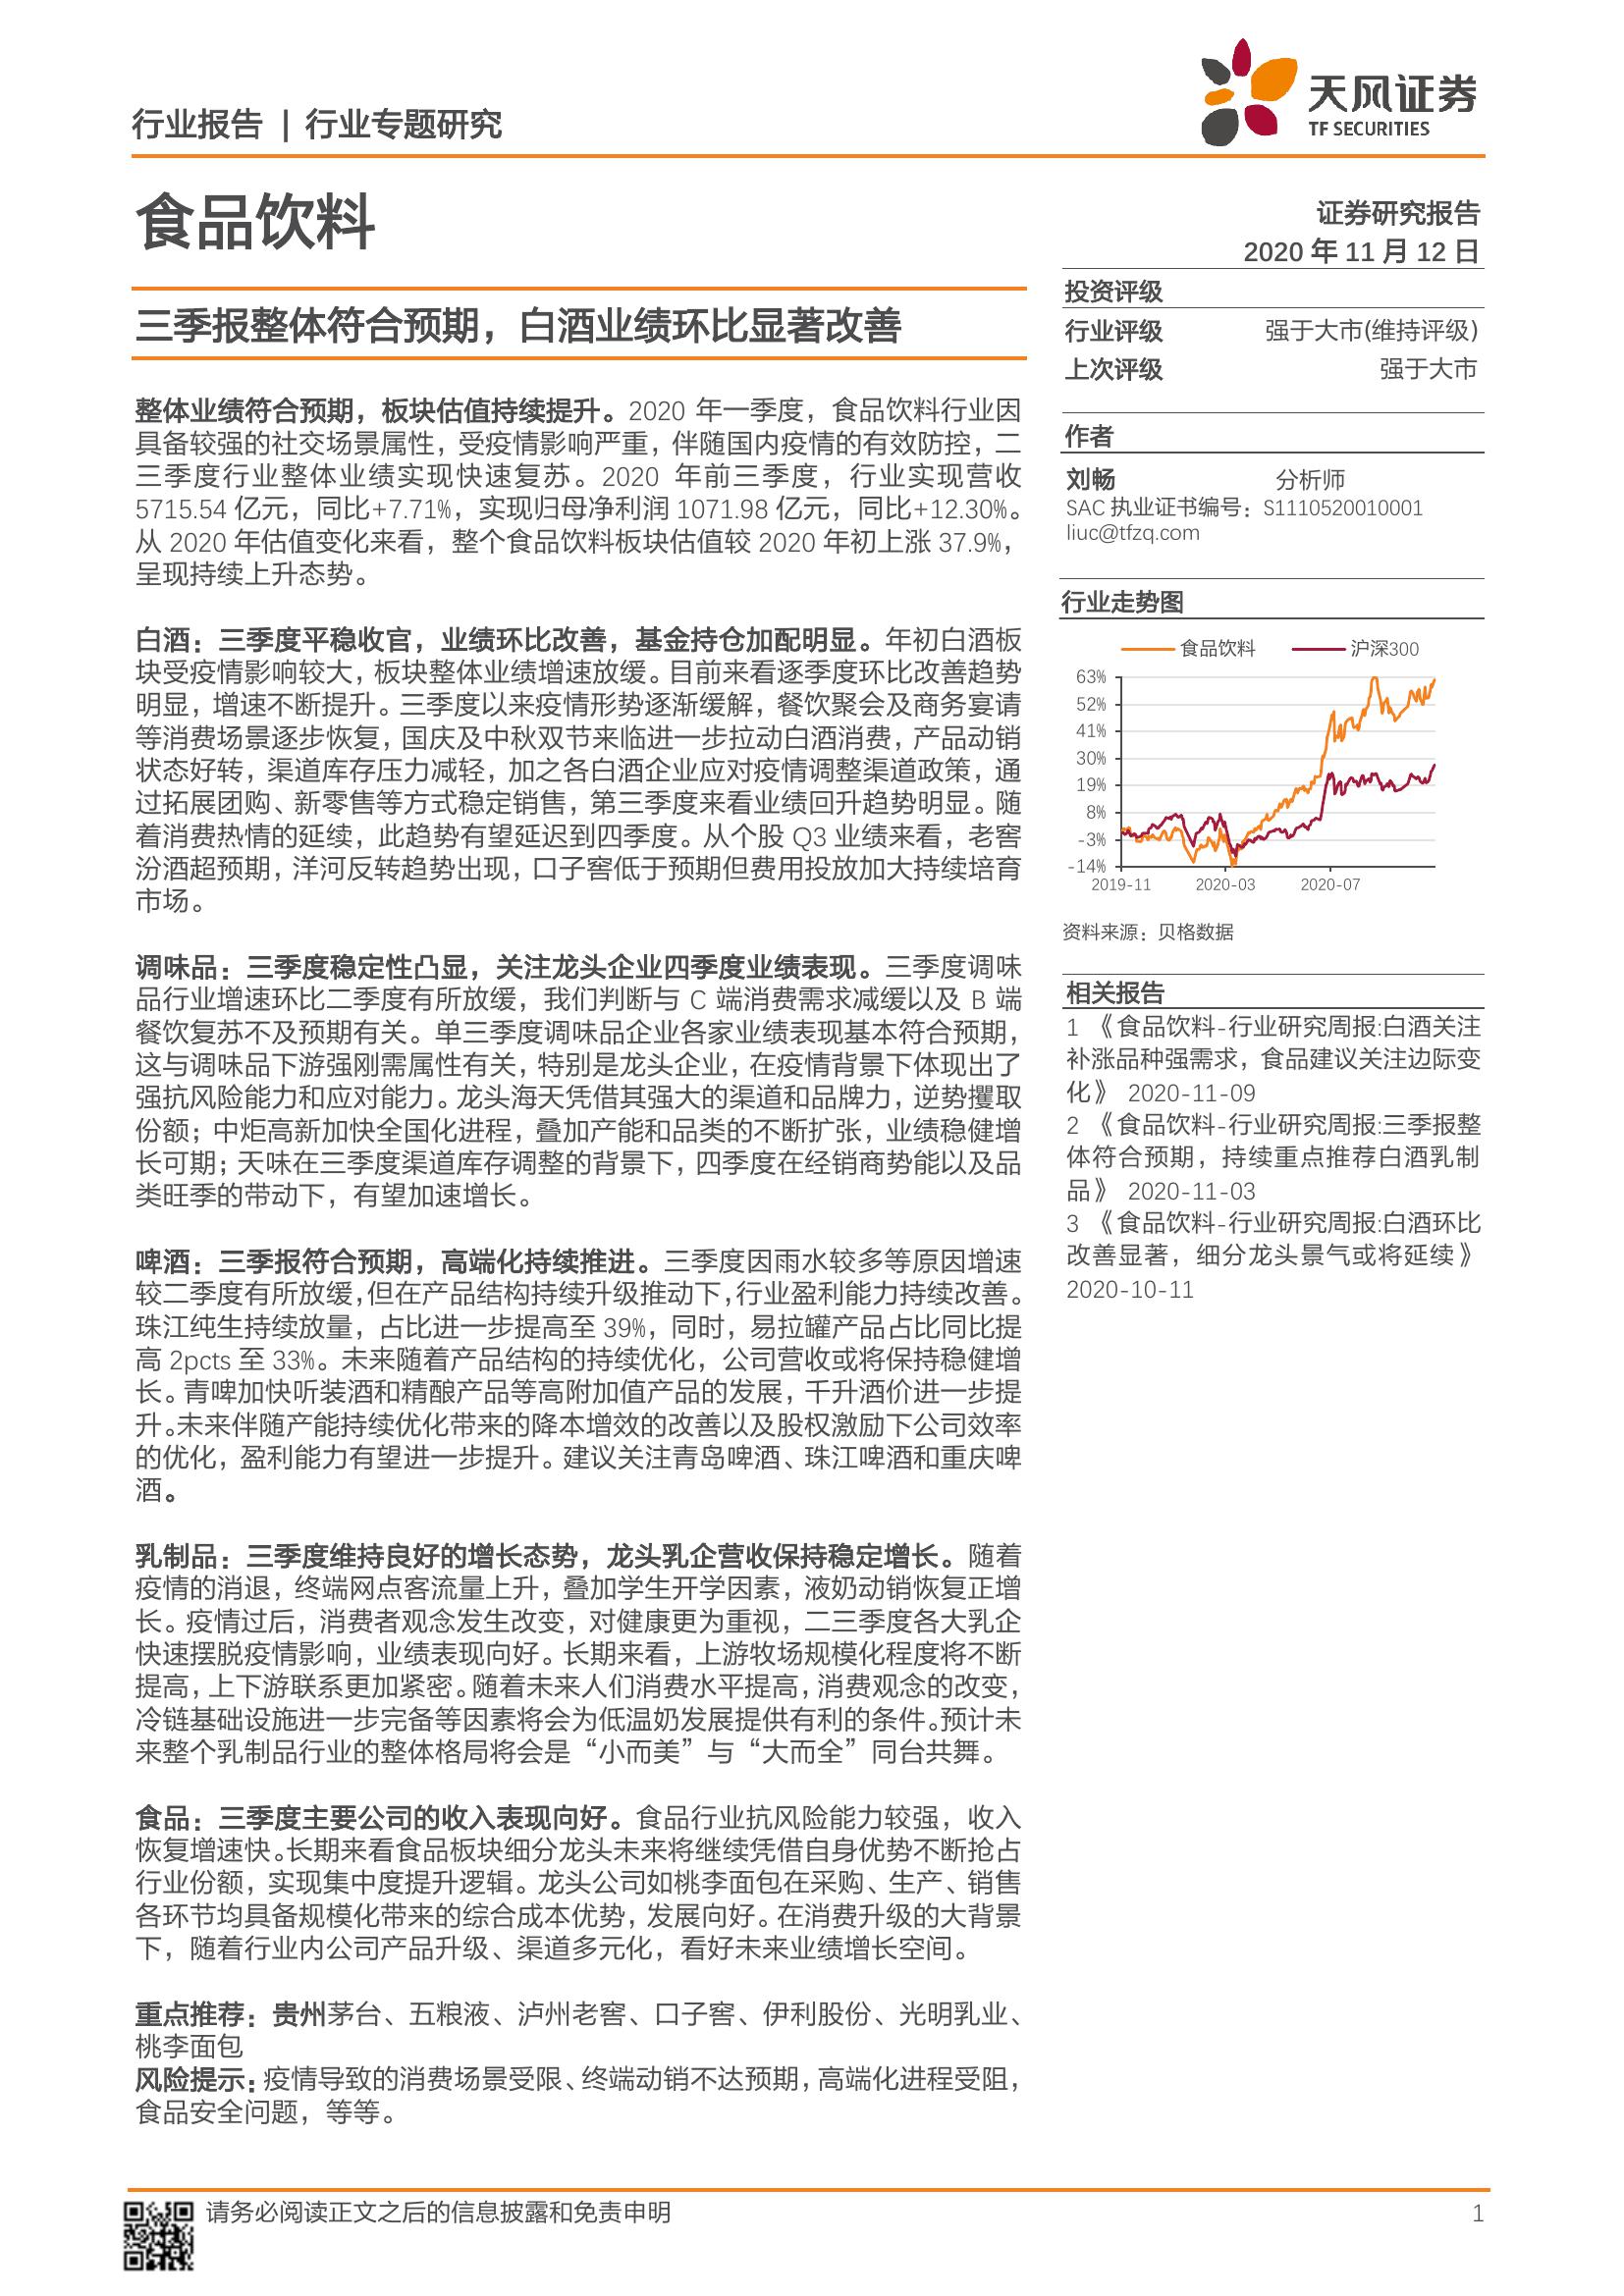 行业报告 | 行业专题研究
天风证券
TF SECURITIES
食品饮料
证券研究报告
2020 年 11 月 12 日
三季报整体符合预期，白酒业绩环比显著改善
整体业绩符合预期，板块估值持续提升。2020 年一季度，食品饮料行业因
具备较强的社交场景属性，受疫情影响严重，伴随国内疫情的有效防控，二
三季度行业整体业绩实现快速复苏。2020 年前三季度，行业实现营收
5715.54 亿元，同比+7.71%，实现归母净利润 1071.98 亿元，同比+12.30%。
从 2020 年估值变化来看，整个食品饮料板块估值较 2020 年初上涨 37.9%，
呈现持续上升态势。
白酒：三季度平稳收官，业绩环比改善，基金持仓加配明显。年初白酒板
块受疫情影响较大，板块整体业绩增速放缓。目前来看逐季度环比改善趋势
明显，增速不断提升。三季度以来疫情形势逐渐缓解，餐饮聚会及商务宴请
等消费场景逐步恢复，国庆及中秋双节来临进一步拉动白酒消费，产品动销
状态好转，渠道库存压力减轻，加之各白酒企业应对疫情调整渠道政策，通
过拓展团购、新零售等方式稳定销售，第三季度来看业绩回升趋势明显。随
着消费热情的延续，此趋势有望延迟到四季度。从个股 Q3 业绩来看，老窖
汾酒超预期，洋河反转趋势出现，口子窖低于预期但费用投放加大持续培育
市场。
调味品：三季度稳定性凸显，关注龙头企业四季度业绩表现。三季度调味
品行业增速环比二季度有所放缓，我们判断与 C 端消费需求减缓以及 B 端
餐饮复苏不及预期有关。单三季度调味品企业各家业绩表现基本符合预期，
这与调味品下游强刚需属性有关，特别是龙头企业，在疫情背景下体现出了
强抗风险能力和应对能力。龙头海天凭借其强大的渠道和品牌力，逆势攫取
份额；中炬高新加快全国化进程，叠加产能和品类的不断扩张，业绩稳健增
长可期；天味在三季度渠道库存调整的背景下，四季度在经销商势能以及品
类旺季的带动下，有望加速增长。
啤酒：三季报符合预期，高端化持续推进。三季度因雨水较多等原因增速
较二季度有所放缓，但在产品结构持续升级推动下，行业盈利能力持续改善。
珠江纯生持续放量，占比进一步提高至 39%，同时，易拉罐产品占比同比提
高 2pcts 至 33%。未来随着产品结构的持续优化，公司营收或将保持稳健增
长。青啤加快听装酒和精酿产品等高附加值产品的发展，千升酒价进一步提
升。未来伴随产能持续优化带来的降本增效的改善以及股权激励下公司效率
的优化，盈利能力有望进一步提升。建议关注青岛啤酒、珠江啤酒和重庆啤
酒。
乳制品：三季度维持良好的增长态势，龙头乳企营收保持稳定增长。随着
疫情的消退，终端网点客流量上升，叠加学生开学因素，液奶动销恢复正增
长。疫情过后，消费者观念发生改变，对健康更为重视，二三季度各大乳企
快速摆脱疫情影响，业绩表现向好。长期来看，上游牧场规模化程度将不断
提高，上下游联系更加紧密。随着未来人们消费水平提高，消费观念的改变，
冷链基础设施进一步完备等因素将会为低温奶发展提供有利的条件。预计未
来整个乳制品行业的整体格局将会是“小而美”与“大而全”同台共舞。
食品：三季度主要公司的收入表现向好。食品行业抗风险能力较强，收入
恢复增速快。长期来看食品板块细分龙头未来将继续凭借自身优势不断抢占
行业份额，实现集中度提升逻辑。龙头公司如桃李面包在采购、生产、销售
各环节均具备规模化带来的综合成本优势，发展向好。在消费升级的大背景
下，随着行业内公司产品升级、渠道多元化，看好未来业绩增长空间。
重点推荐：贵州茅台、五粮液、泸州老窖、口子窖、伊利股份、光明乳业、
桃李面包
风险提示：疫情导致的消费场景受限、终端动销不达预期，高端化进程受阻，
食品安全问题，等等。
投资评级
行业评级 强于大市(维持评级)
上次评级 强于大市
作者
刘畅 分析师
SAC 执业证书编号：S1110520010001
liuc@tfzq.com
行业走势图
食品饮料 沪深300
63%
52%
41%
30%
19%
8%
-3%
-14%
2019-11 2020-03 2020-07
资料来源：贝格数据
相关报告
1 《食品饮料-行业研究周报:白酒关注
补涨品种强需求，食品建议关注边际变
化》 2020-11-09
2 《食品饮料-行业研究周报:三季报整
体符合预期，持续重点推荐白酒乳制
品》 2020-11-03
3 《食品饮料-行业研究周报:白酒环比
改善显著，细分龙头景气或将延续》
2020-10-11
请务必阅读正文之后的信息披露和免责申明 1